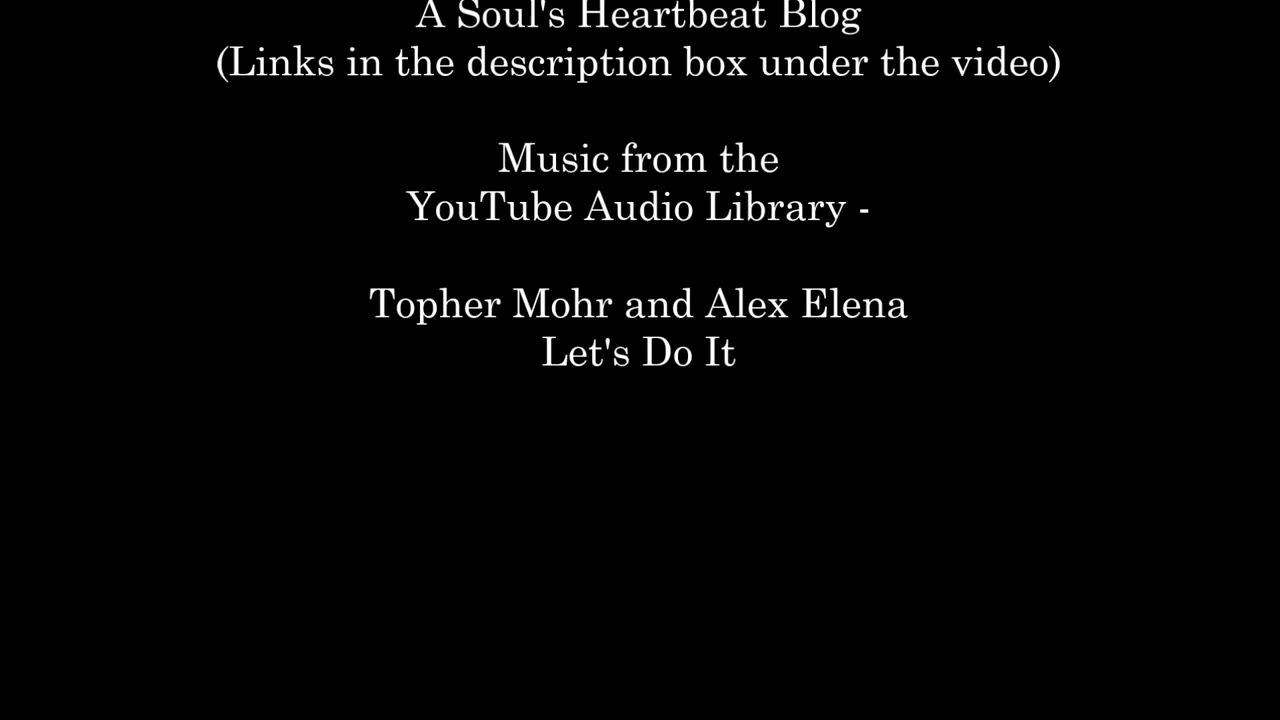 A Soul's Heartbeat Blog
(Links in the description box under the video)
Music from the
YouTube Audio Library -
Topher Mohr and Alex Elena
Let's Do It